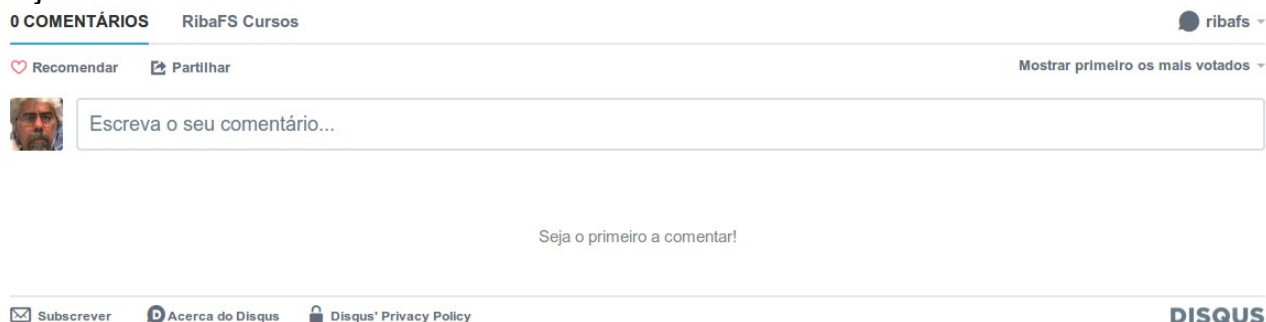 0 COMENTÁRIOS RibaFS Cursos ribafs
Recomendar Partilhar Mostrar primeiro os mais votados
Escreva o seu comentário...
Seja o primeiro a comentar!
Subscrever Acerca do Disqus Disqus' Privacy Policy DISQUS